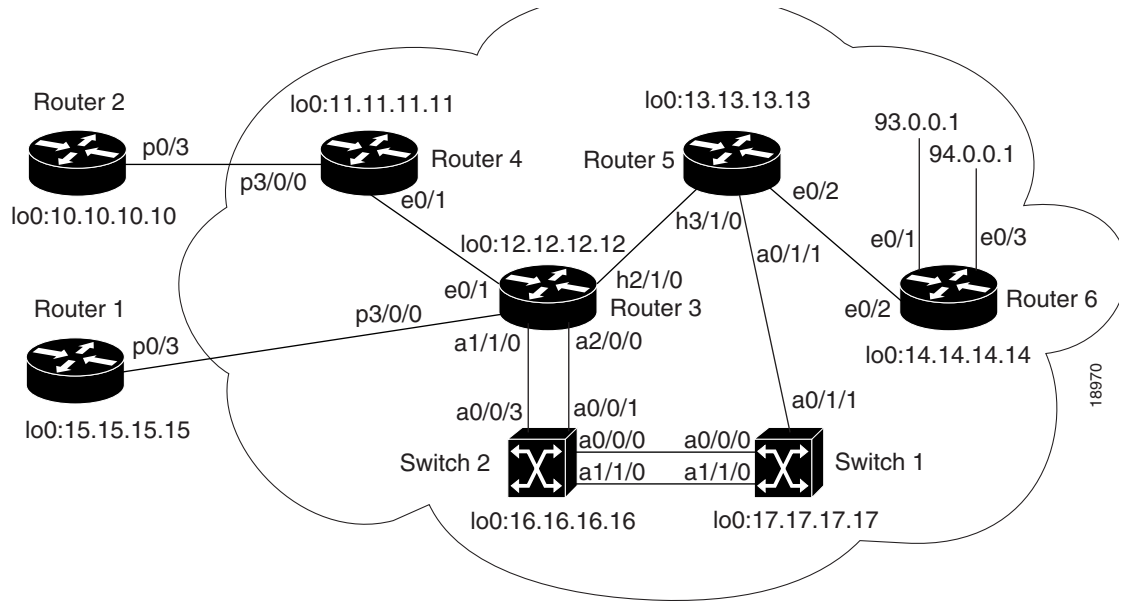 Router 2
lo0:11.11.11.11
lo0:13.13.13.13
93.0.0.1
94.0.0.1
p0/3
Router 4
Router 5
p3/0/0
e0/2
lo0:10.10.10.10
e0/1
h3/1/0
lo0:12.12.12.12
a0/1/1
e0/1
e0/3
e0/1
h2/1/0
Router 6
Router 1
p3/0/0
Router 3
e0/2
p0/3
a1/1/0
a2/0/0
lo0:14.14.14.14
18970
a0/1/1
a0/0/3
a0/0/1
lo0:15.15.15.15
a0/0/0
a0/0/0
Switch 2
Switch 1
a1/1/0
a1/1/0
lo0:16.16.16.16
lo0:17.17.17.17